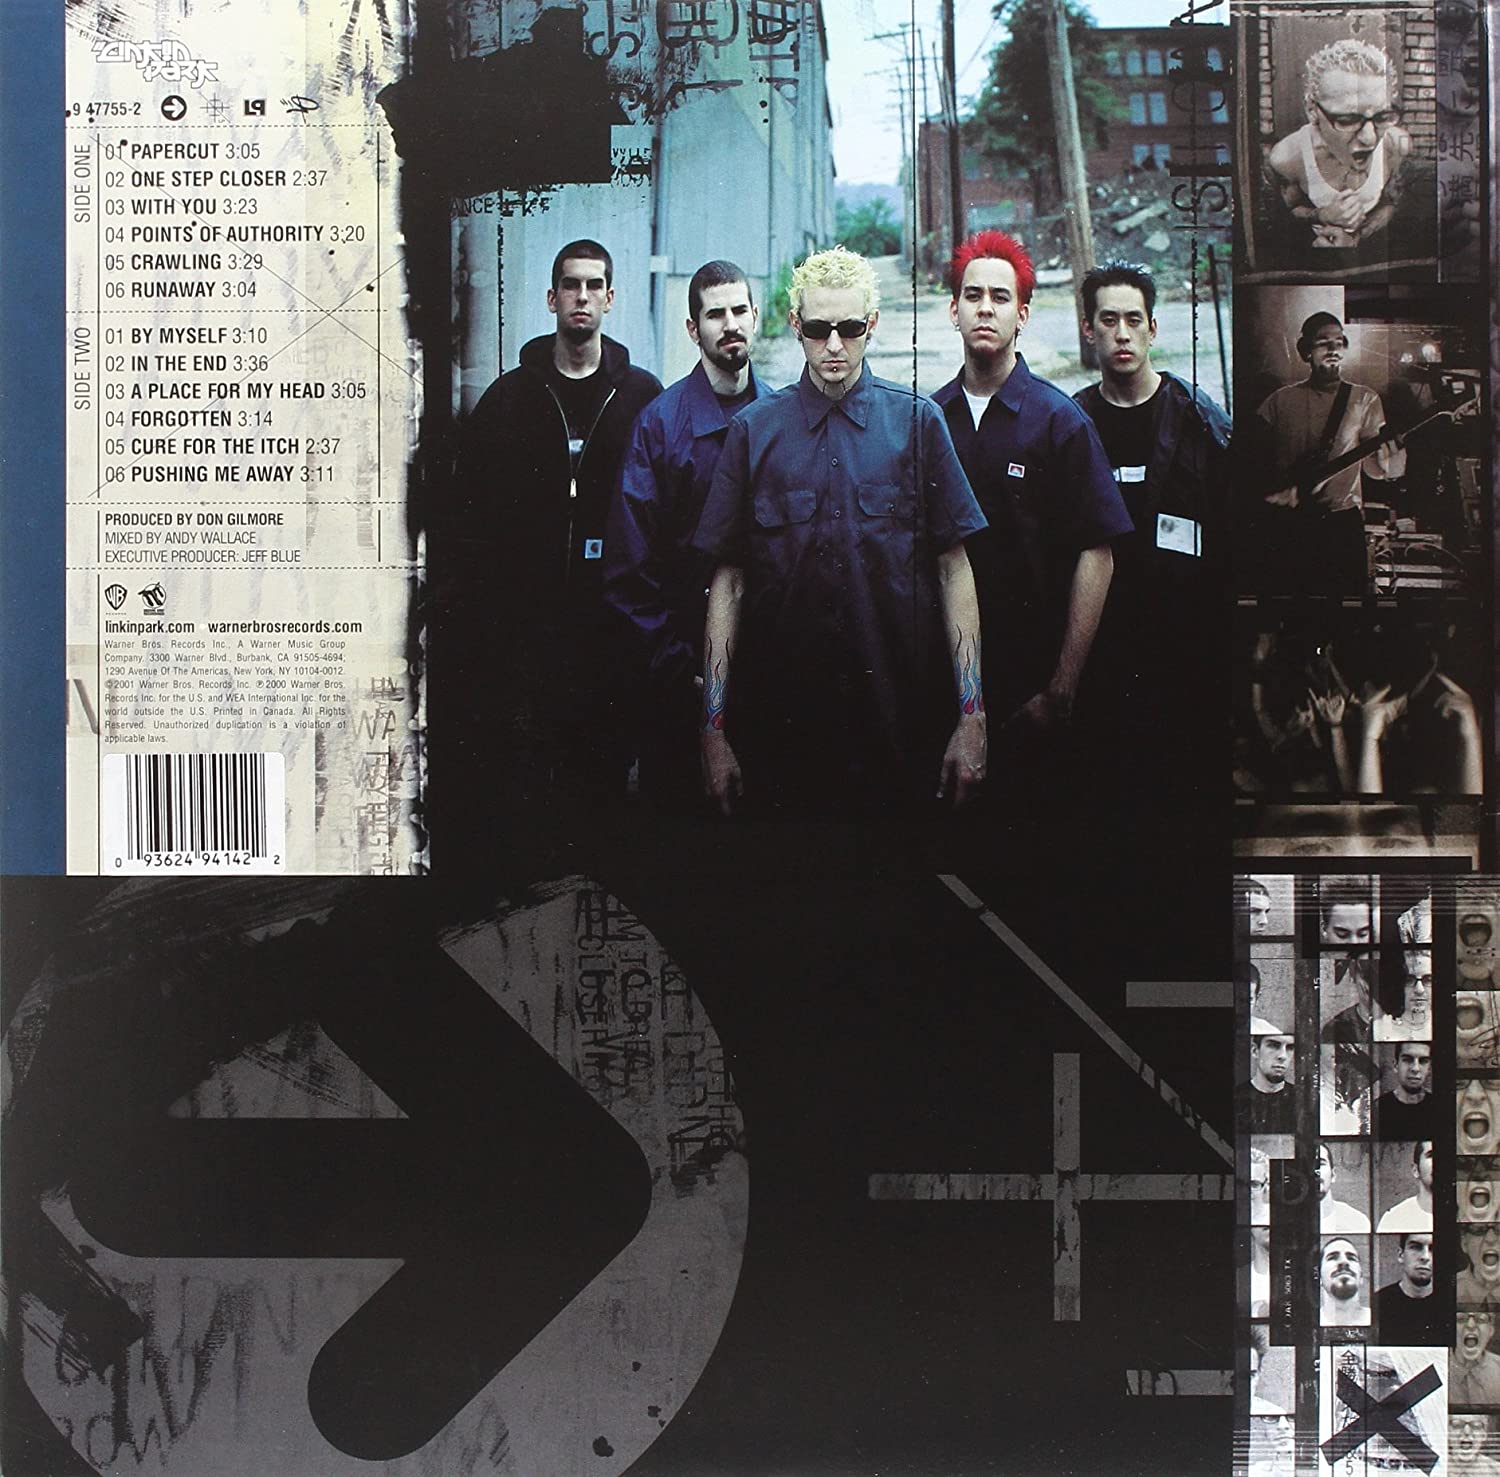 LINKIN PARK
9 47755-2
SIDE ONE
01 PAPERCUT 3:05
02 ONE STEP CLOSER 2:37
03 WITH YOU 3:23
04 POINTS OF AUTHORITY 3:20
05 CRAWLING 3:29
06 RUNAWAY 3:04
SIDE TWO
01 BY MYSELF 3:10
02 IN THE END 3:36
03 A PLACE FOR MY HEAD 3:05
04 FORGOTTEN 3:14
05 CURE FOR THE ITCH 2:37
06 PUSHING ME AWAY 3:11
PRODUCED BY DON GILMORE
MIXED BY ANDY WALLACE
EXECUTIVE PRODUCER: JEFF BLUE
WB
linkinpark.com warnerbrosrecords.com
Warner Bros. Records Inc., A Warner Music Group
Company. 3300 Warner Blvd., Burbank, CA 91505-4694;
1290 Avenue Of The Americas, New York, NY 10104-0012.
©2001 Warner Bros. Records Inc. ℗2000 Warner Bros.
Records Inc. for the U.S. and WEA International Inc. for the
world outside the U.S. Printed in Canada. All Rights
Reserved. Unauthorized duplication is a violation of
applicable laws.
0 93624 94142 2